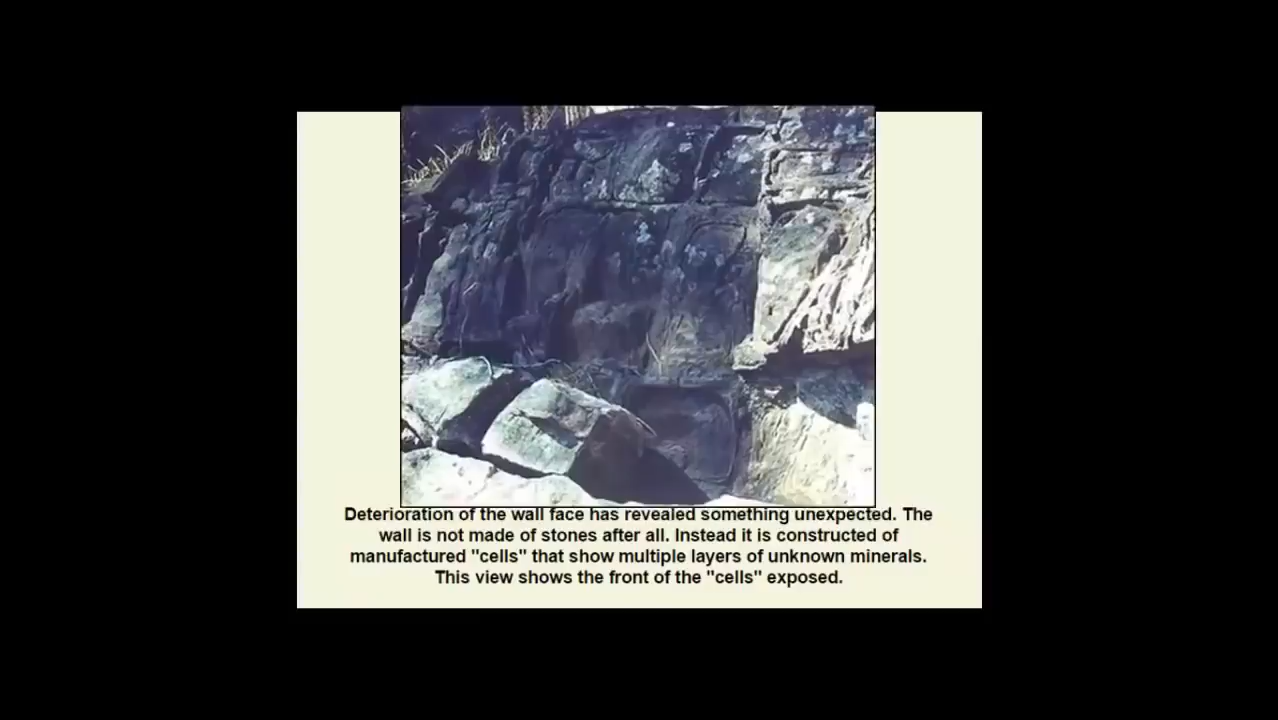 Deterioration of the wall face has revealed something unexpected. The
wall is not made of stones after all. Instead it is constructed of
manufactured "cells" that show multiple layers of unknown minerals.
This view shows the front of the "cells" exposed.